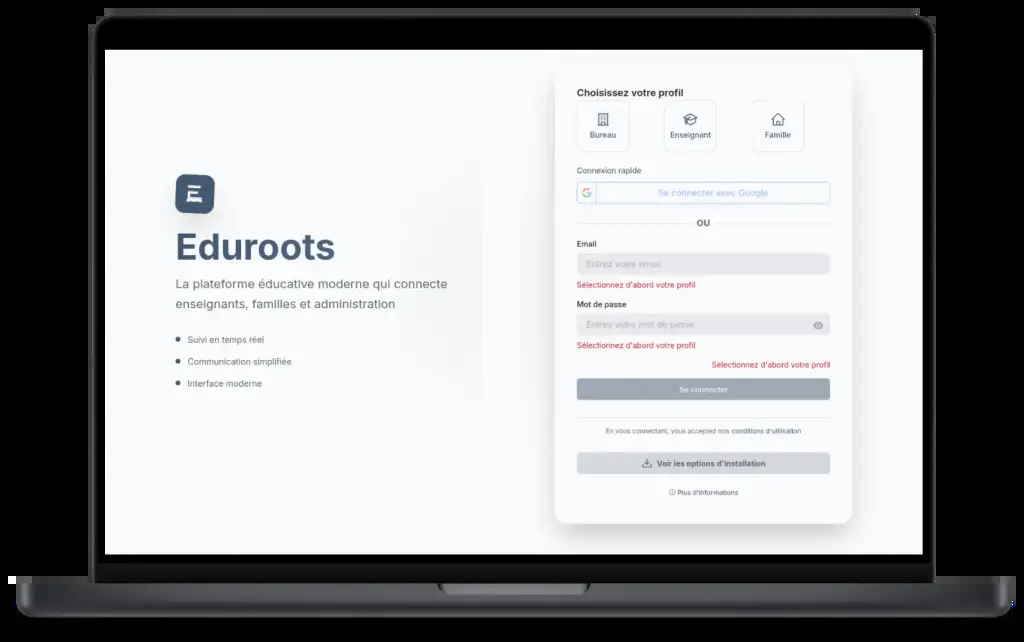 E
Eduroots
La plateforme éducative moderne qui connecte
enseignants, familles et administration
Suivi en temps réel
Communication simplifiée
Interface moderne
Choisissez votre profil
Bureau
Enseignant
Famille
Connexion rapide
G
Se connecter avec Google
OU
Email
Entrez votre email
Sélectionnez d'abord votre profil
Mot de passe
Entrez votre mot de passe
Sélectionnez d'abord votre profil
Sélectionnez d'abord votre profil
Se connecter
En vous connectant, vous acceptez nos conditions d'utilisation
Voir les options d'installation
Plus d'informations